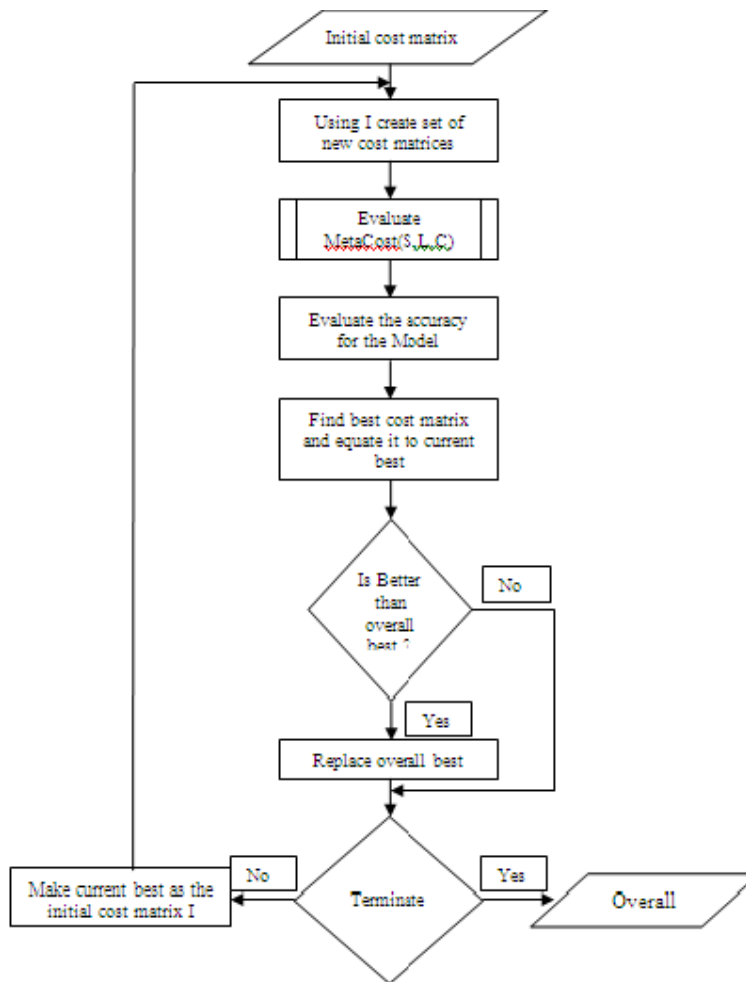 Initial cost matrix
Using I create set of
new cost matrices
Evaluate
MetaCost(S,L,C)
Evaluate the accuracy
for the Model
Find best cost matrix
and equate it to current
best
Is Better
than
overall
best ?
No
Yes
Replace overall best
Terminate
No
Yes
Make current best as the
initial cost matrix I
Overall